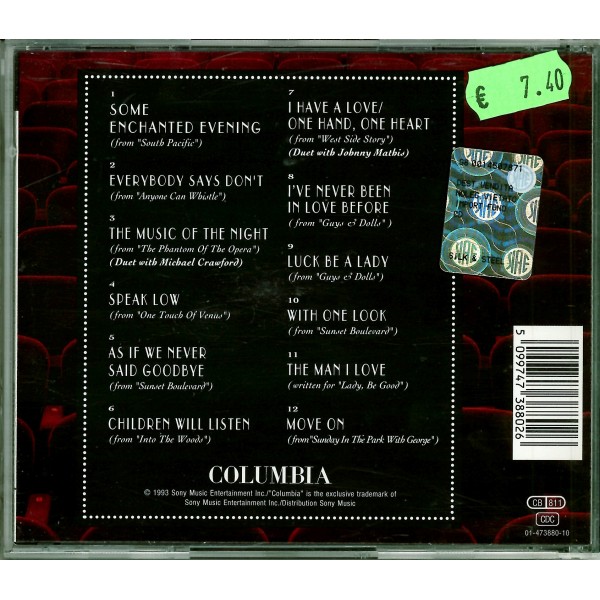 € 7.40
1
SOME
ENCHANTED EVENING
(from "South Pacific")
2
EVERYBODY SAYS DON'T
(from "Anyone Can Whistle")
3
THE MUSIC OF THE NIGHT
(from "The Phantom Of The Opera")
(Duet with Michael Crawford)
4
SPEAK LOW
(from "One Touch Of Venus")
5
AS IF WE NEVER
SAID GOODBYE
(from "Sunset Boulevard")
6
CHILDREN WILL LISTEN
(from "Into The Woods")
7
I HAVE A LOVE/
ONE HAND, ONE HEART
(from "West Side Story")
(Duet with Johnny Mathis)
8
I'VE NEVER BEEN
IN LOVE BEFORE
(from "Guys & Dolls")
9
LUCK BE A LADY
(from "Guys & Dolls")
10
WITH ONE LOOK
(from "Sunset Boulevard")
11
THE MAN I LOVE
(written for "Lady, Be Good")
12
MOVE ON
(from "Sunday In The Park With George")
COLUMBIA
© 1993 Sony Music Entertainment Inc./"Columbia" is the exclusive trademark of
Sony Music Entertainment Inc./Distribution Sony Music
SILK & STEEL
5 099747 388026
CB 811
CDC
01-473880-10